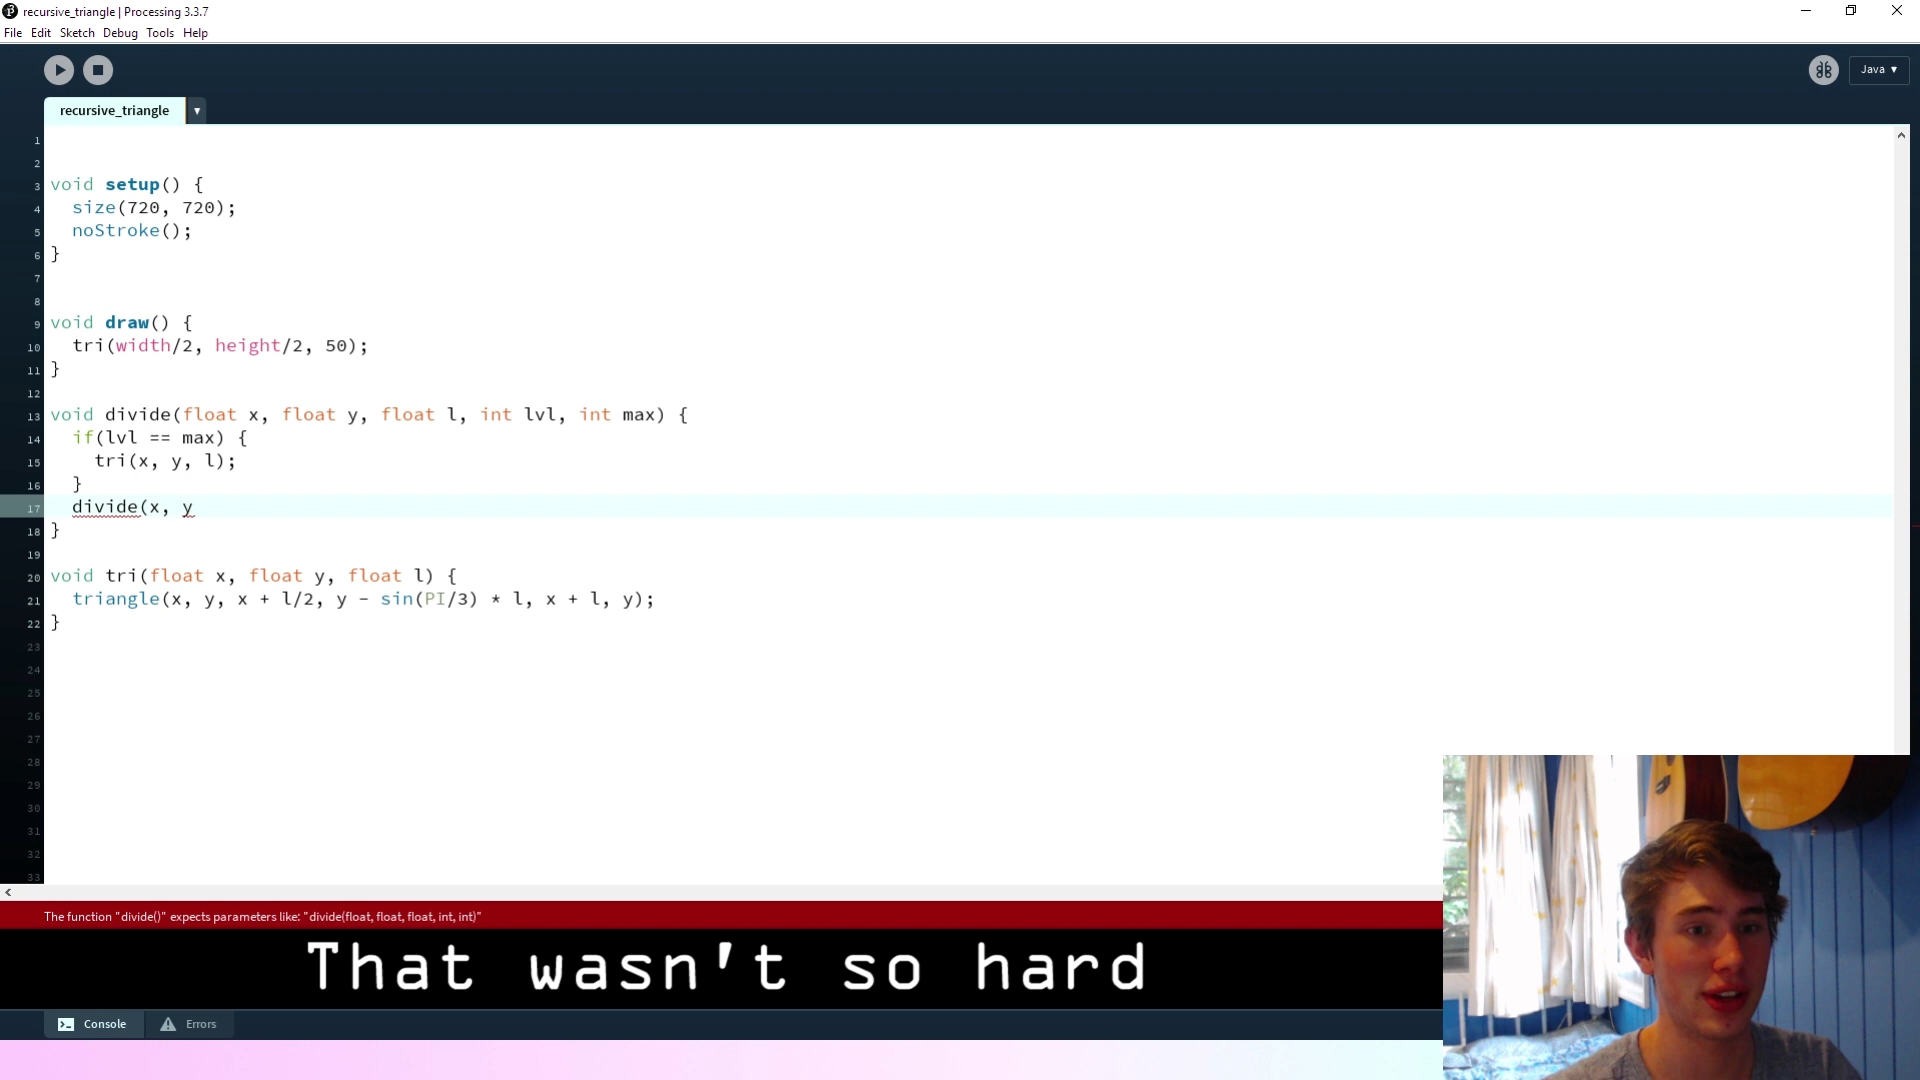 recursive_triangle | Processing 3.3.7
File Edit Sketch Debug Tools Help
Java ▼
recursive_triangle ▼
1
2
3 void setup() {
4   size(720, 720);
5   noStroke();
6 }
7
8
9 void draw() {
10   tri(width/2, height/2, 50);
11 }
12
13 void divide(float x, float y, float l, int lvl, int max) {
14   if(lvl == max) {
15     tri(x, y, l);
16   }
17   divide(x, y
18 }
19
20 void tri(float x, float y, float l) {
21   triangle(x, y, x + l/2, y - sin(PI/3) * l, x + l, y);
22 }
23
24
25
26
27
28
29
30
31
32
33
The function "divide()" expects parameters like: "divide(float, float, float, int, int)"
That wasn't so hard
Console Errors